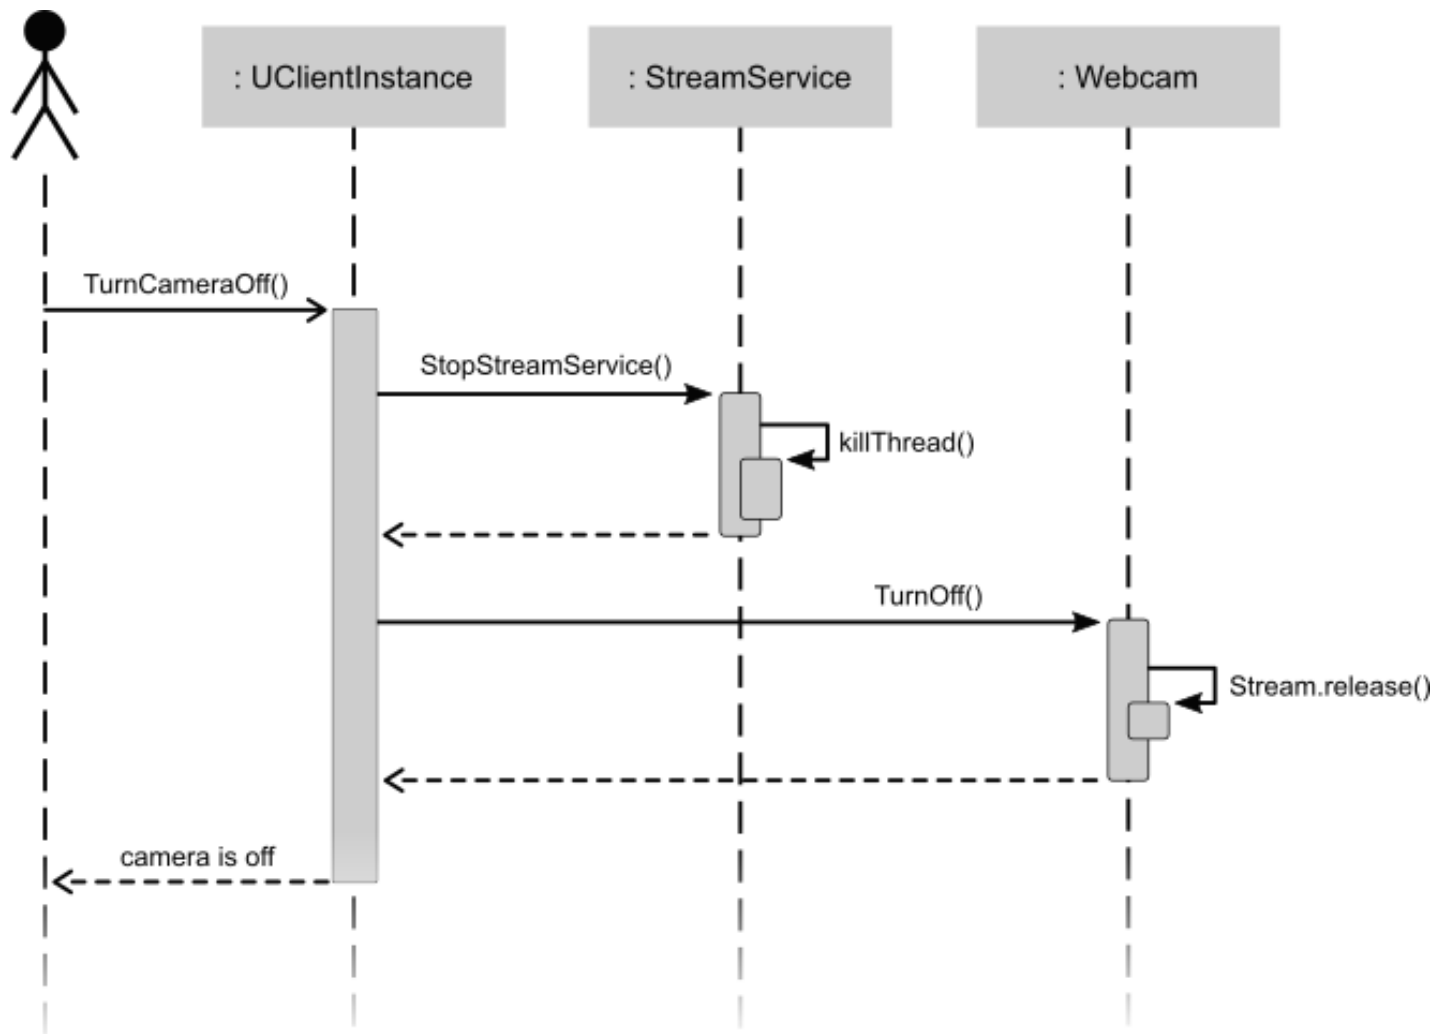 : UClientInstance
: StreamService
: Webcam
TurnCameraOff()
StopStreamService()
killThread()
TurnOff()
Stream.release()
camera is off